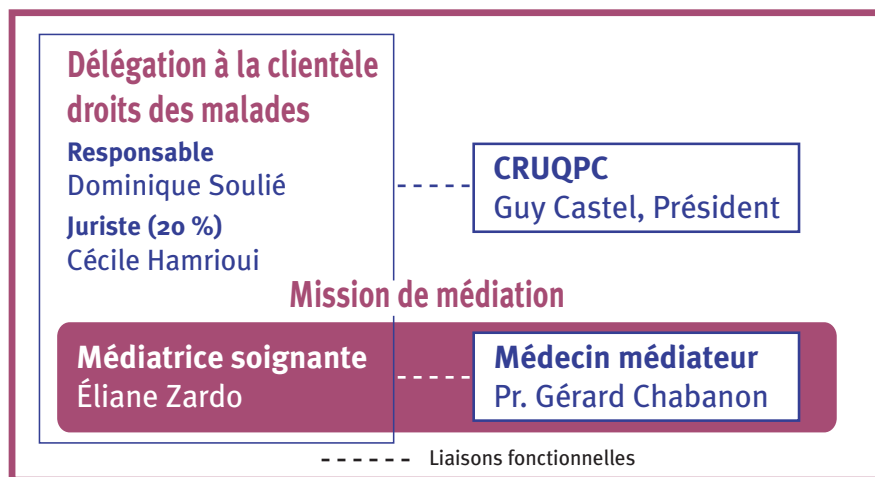 Délégation à la clientèle
droits des malades
Responsable
Dominique Soulié
Juriste (20 %)
Cécile Hamrioui
CRUQPC
Guy Castel, Président
Mission de médiation
Médiatrice soignante
Éliane Zardo
Médecin médiateur
Pr. Gérard Chabanon
Liaisons fonctionnelles